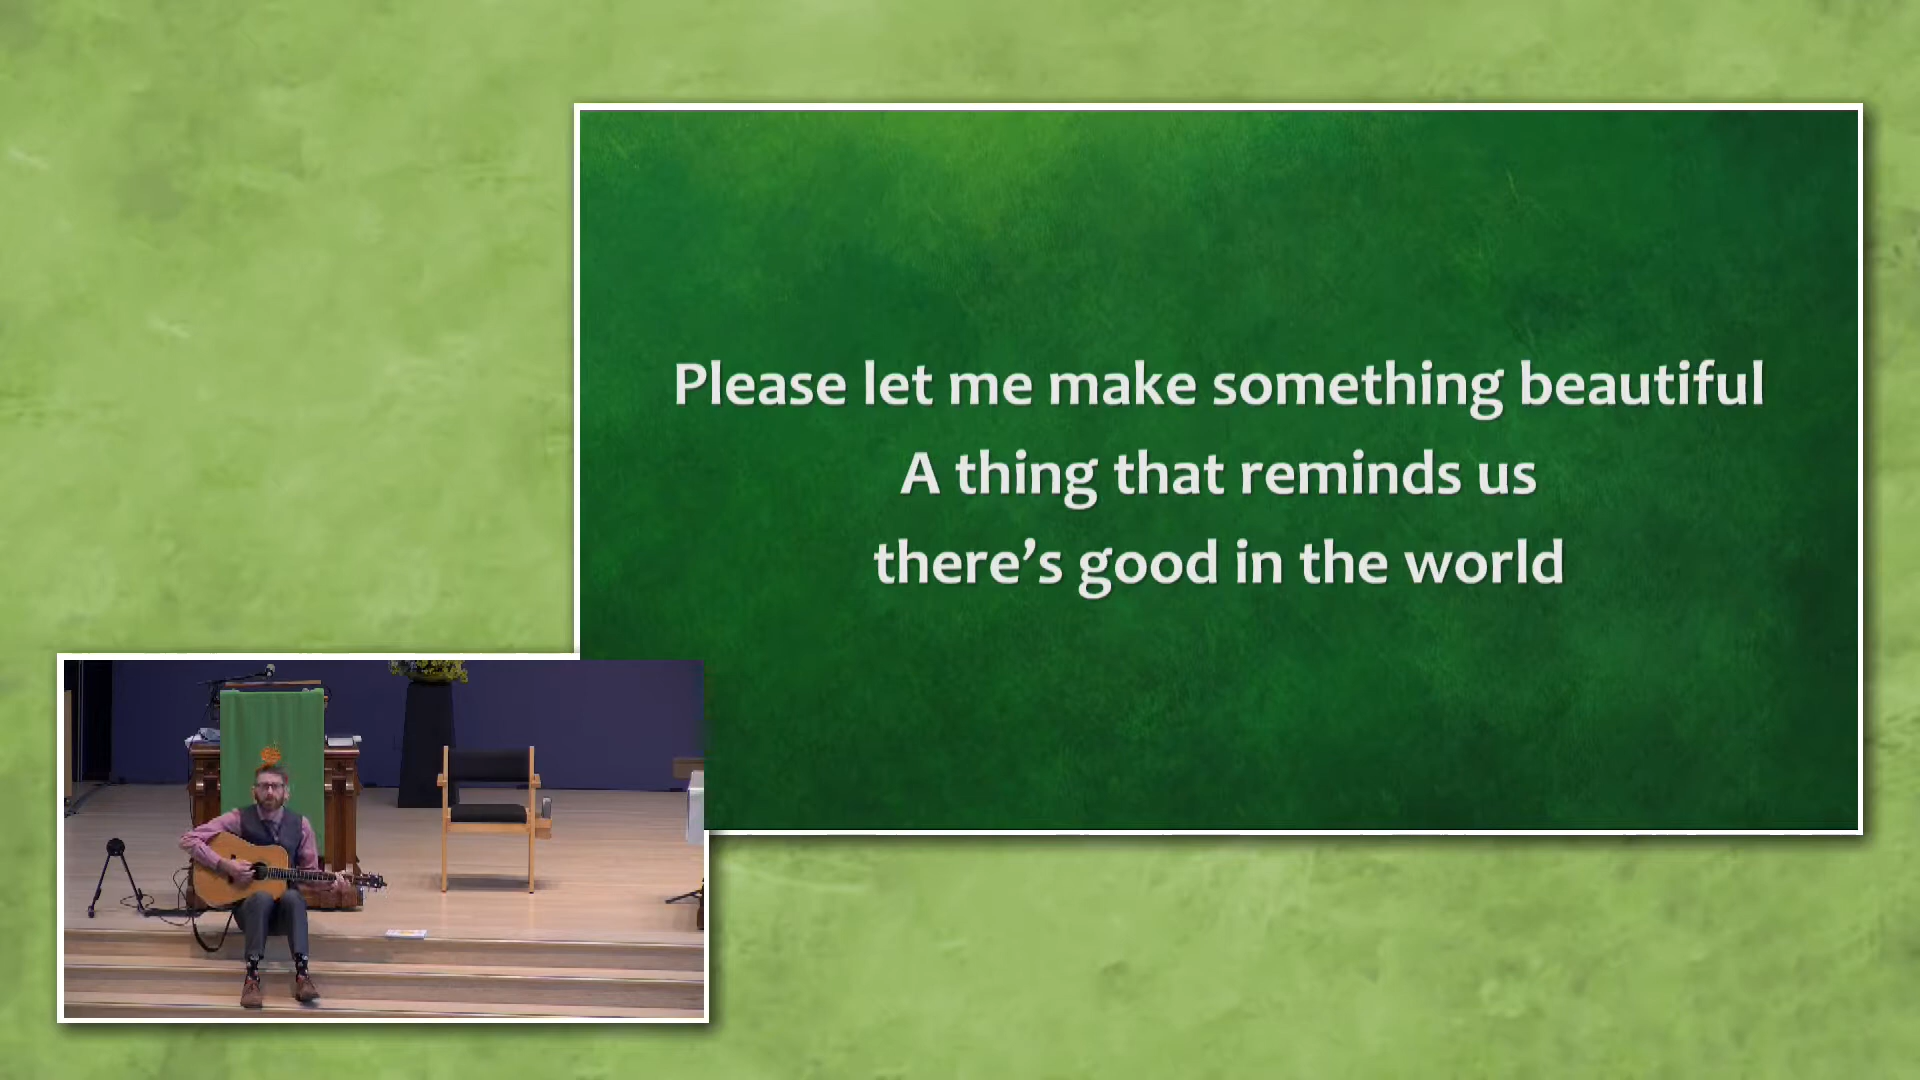 Please let me make something beautiful
A thing that reminds us
there’s good in the world